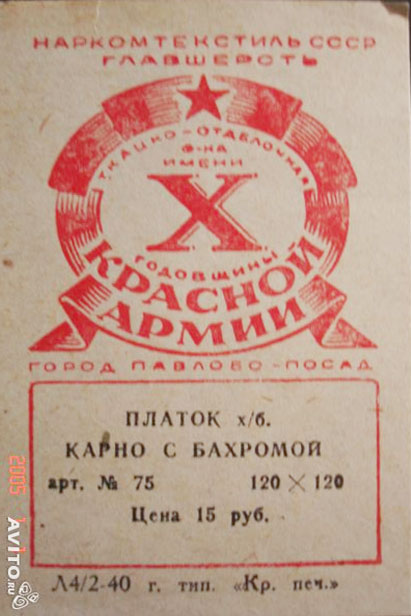 НАРКОМТЕКСТИЛЬ СССР
ГЛАВШЕРСТЬ
ТКАЦКО-ОТДЕЛОЧНАЯ
Ф-КА
ИМЕНИ
X
ГОДОВЩИНЫ
КРАСНОЙ
АРМИИ
ГОРОД ПАВЛОВО-ПОСАД
ПЛАТОК х/б.
КАРНО С БАХРОМОЙ
арт. № 75 120 × 120
Цена 15 руб.
Л4/2-40 г. тип. «Кр. печ.»
2005
Avito.ru